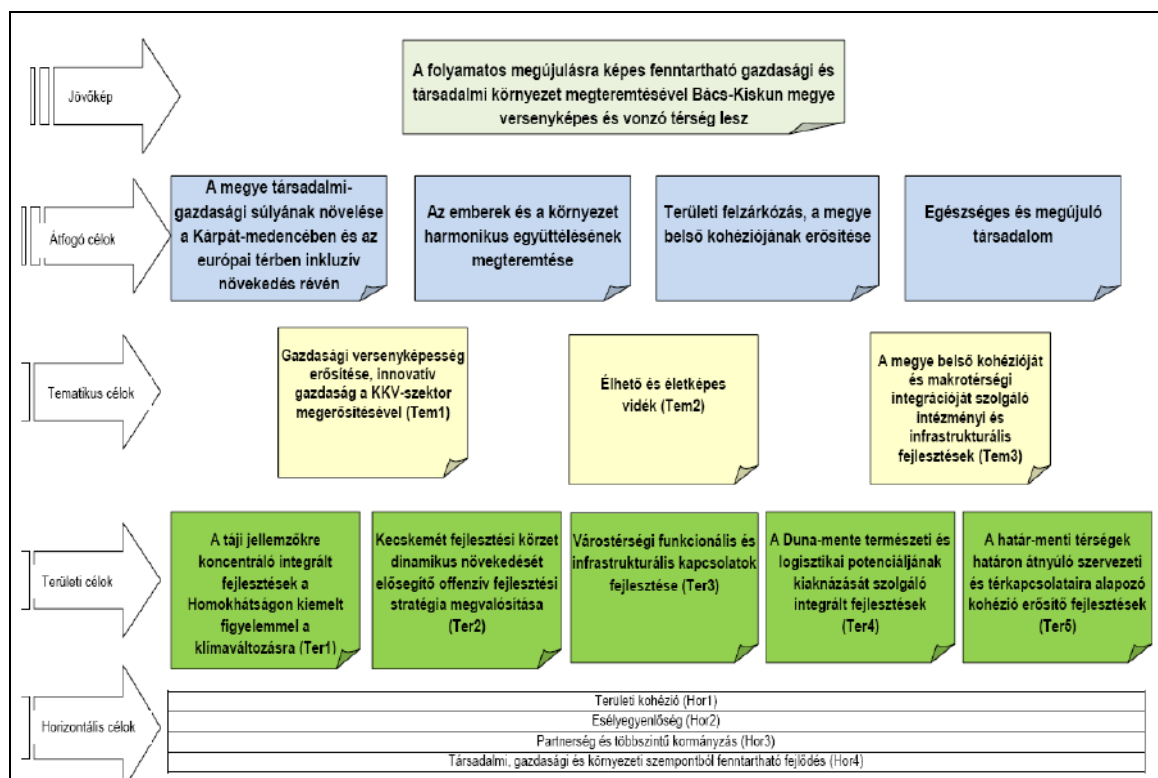 Jövőkép
A folyamatos megújulásra képes fenntartható gazdasági és
társadalmi környezet megteremtésével Bács-Kiskun megye
versenyképes és vonzó térség lesz
Átfogó célok
A megye társadalmi-
gazdasági súlyának növelése
a Kárpát-medencében és az
európai térben inkluzív
növekedés révén
Az emberek és a környezet
harmonikus együttélésének
megteremtése
Területi felzárkózás, a megye
belső kohéziójának erősítése
Egészséges és megújuló
társadalom
Tematikus célok
Gazdasági versenyképesség
erősítése, innovatív
gazdaság a KKV-szektor
megerősítésével (Tem1)
Élhető és életképes
vidék (Tem2)
A megye belső kohézióját
és makrotérségi
integrációját szolgáló
intézményi és
infrastrukturális
fejlesztések (Tem3)
Területi célok
A táji jellemzőkre
koncentráló integrált
fejlesztések a
Homokhátságon kiemelt
figyelemmel a
klímaváltozásra (Ter1)
Kecskemét fejlesztési körzet
dinamikus növekedését
elősegítő offenzív fejlesztési
stratégia megvalósítása
(Ter2)
Várostérségi funkcionális és
infrastrukturális kapcsolatok
fejlesztése (Ter3)
A Duna-mente természeti és
logisztikai potenciáljának
kiaknázását szolgáló
integrált fejlesztések
(Ter4)
A határ-menti térségek
határon átnyúló szervezeti
és térkapcsolataira alapozó
kohézió erősítő fejlesztések
(Ter5)
Horizontális célok
Területi kohézió (Hor1)
Esélyegyenlőség (Hor2)
Partnerség és többszintű kormányzás (Hor3)
Társadalmi, gazdasági és környezeti szempontból fenntartható fejlődés (Hor4)